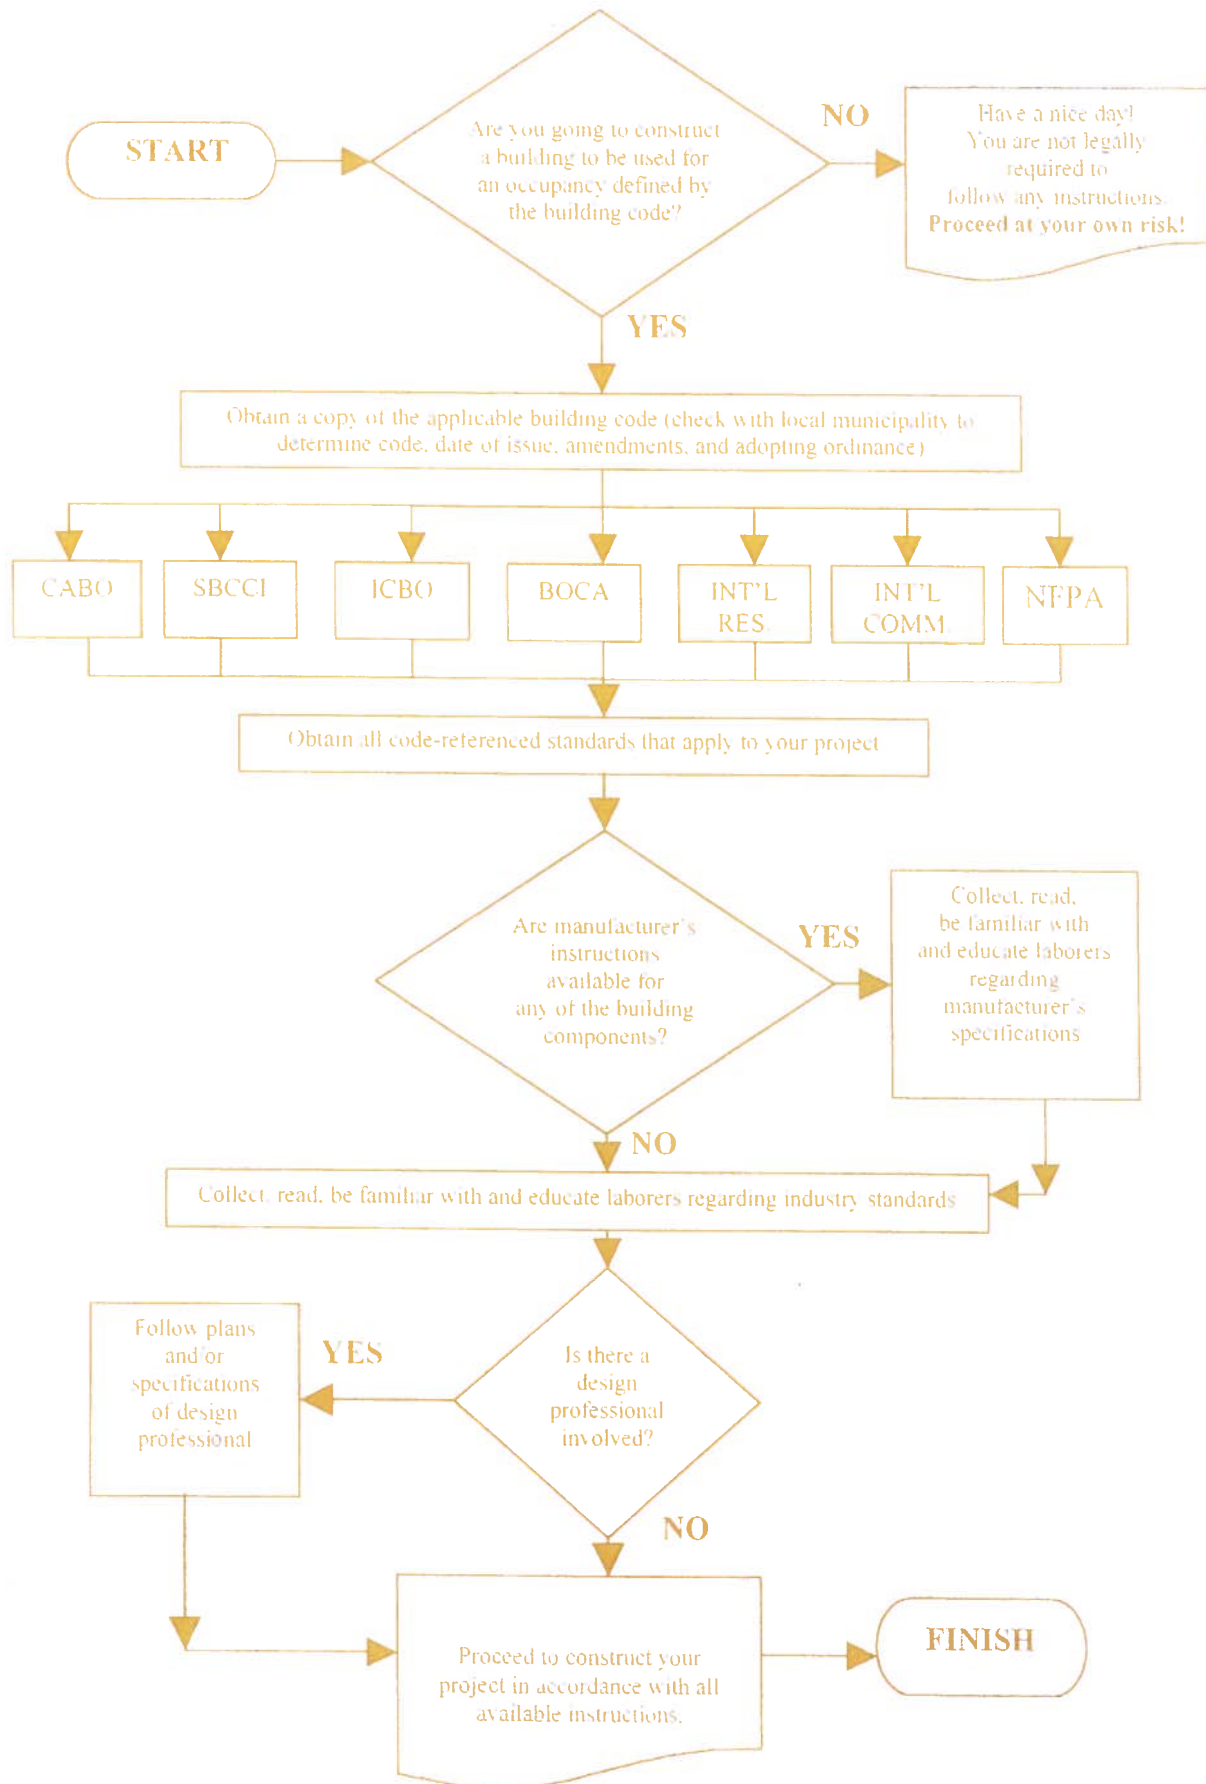 START
Are you going to construct
a building to be used for
an occupancy defined by
the building code?
NO
Have a nice day!
You are not legally
required to
follow any instructions.
Proceed at your own risk!
YES
Obtain a copy of the applicable building code (check with local municipality to
determine code, date of issue, amendments, and adopting ordinance)
CABO
SBCCI
ICBO
BOCA
INT'L
RES.
INT'L
COMM.
NFPA
Obtain all code-referenced standards that apply to your project
Are manufacturer's
instructions
available for
any of the building
components?
YES
Collect, read,
be familiar with
and educate laborers
regarding
manufacturer's
specifications
NO
Collect, read, be familiar with and educate laborers regarding industry standards
Follow plans
and/or
specifications
of design
professional
YES
Is there a
design
professional
involved?
NO
Proceed to construct your
project in accordance with all
available instructions.
FINISH